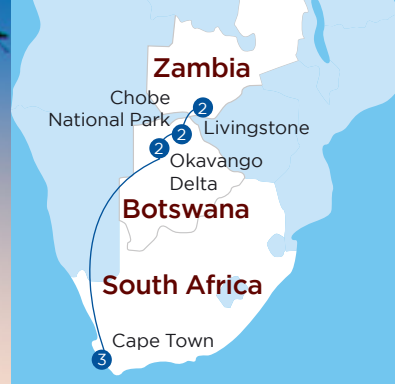 Zambia
Chobe
National Park
2
Livingstone
2
2
Okavango
Delta
Botswana
South Africa
Cape Town
3